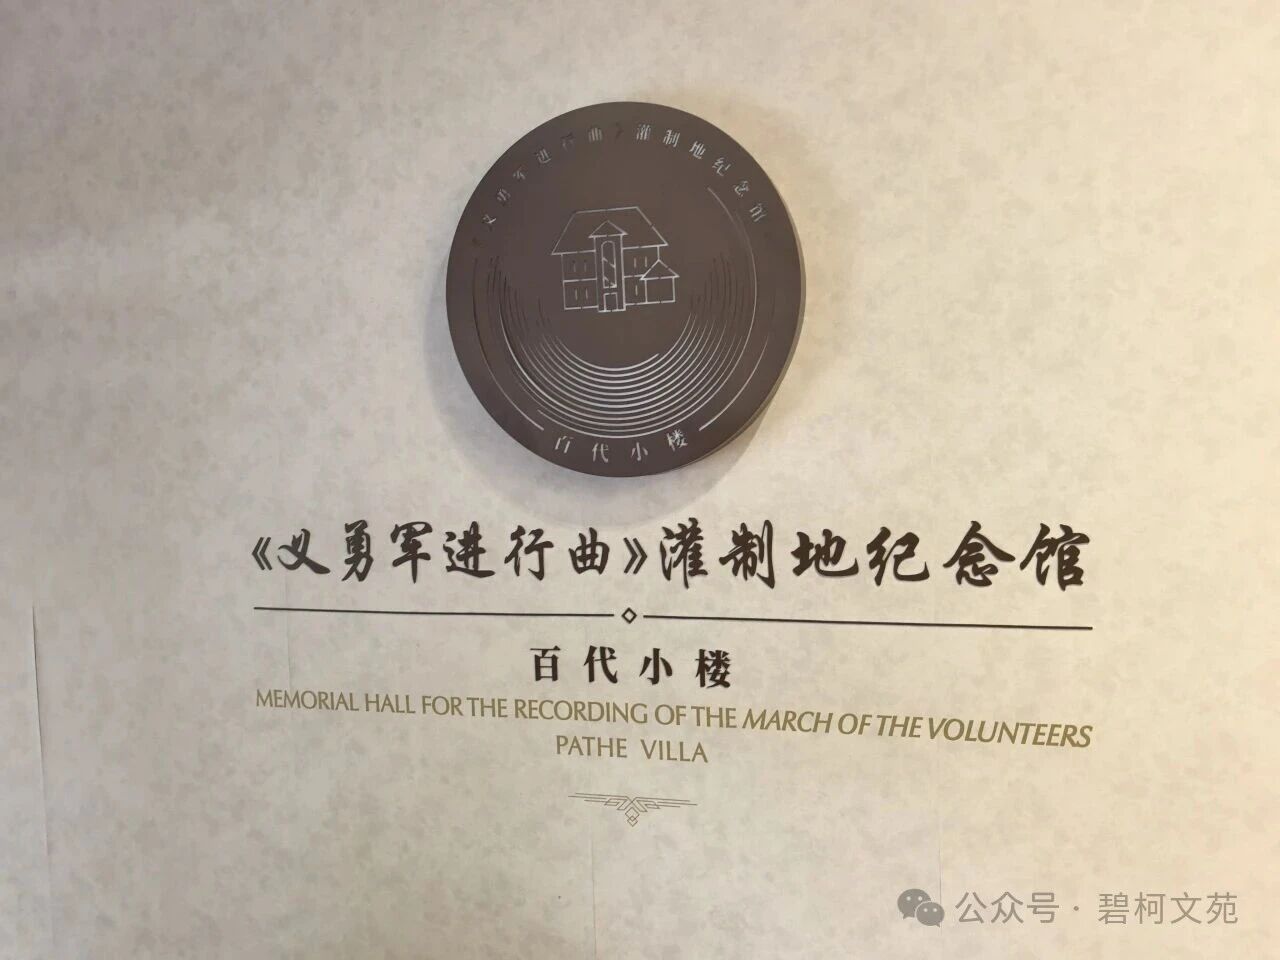 《义勇军进行曲》灌制地纪念馆
百代小楼
《义勇军进行曲》灌制地纪念馆
百代小楼
MEMORIAL HALL FOR THE RECORDING OF THE MARCH OF THE VOLUNTEERS
PATHE VILLA
公众号·碧柯文苑